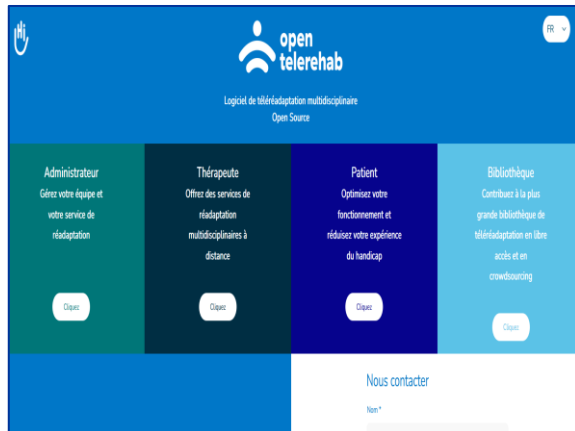 Hi
FR
open
telerehab
Logiciel de téléréadaptation multidisciplinaire
Open Source
Administrateur
Gérez votre équipe et
votre service de
réadaptation
Cliquez
Thérapeute
Offrez des services de
réadaptation
multidisciplinaires à
distance
Cliquez
Patient
Optimisez votre
fonctionnement et
réduisez votre expérience
du handicap
Cliquez
Bibliothèque
Contribuez à la plus
grande bibliothèque de
téléréadaptation en libre
accès et en
crowdsourcing
Cliquez
Nous contacter
Nom *